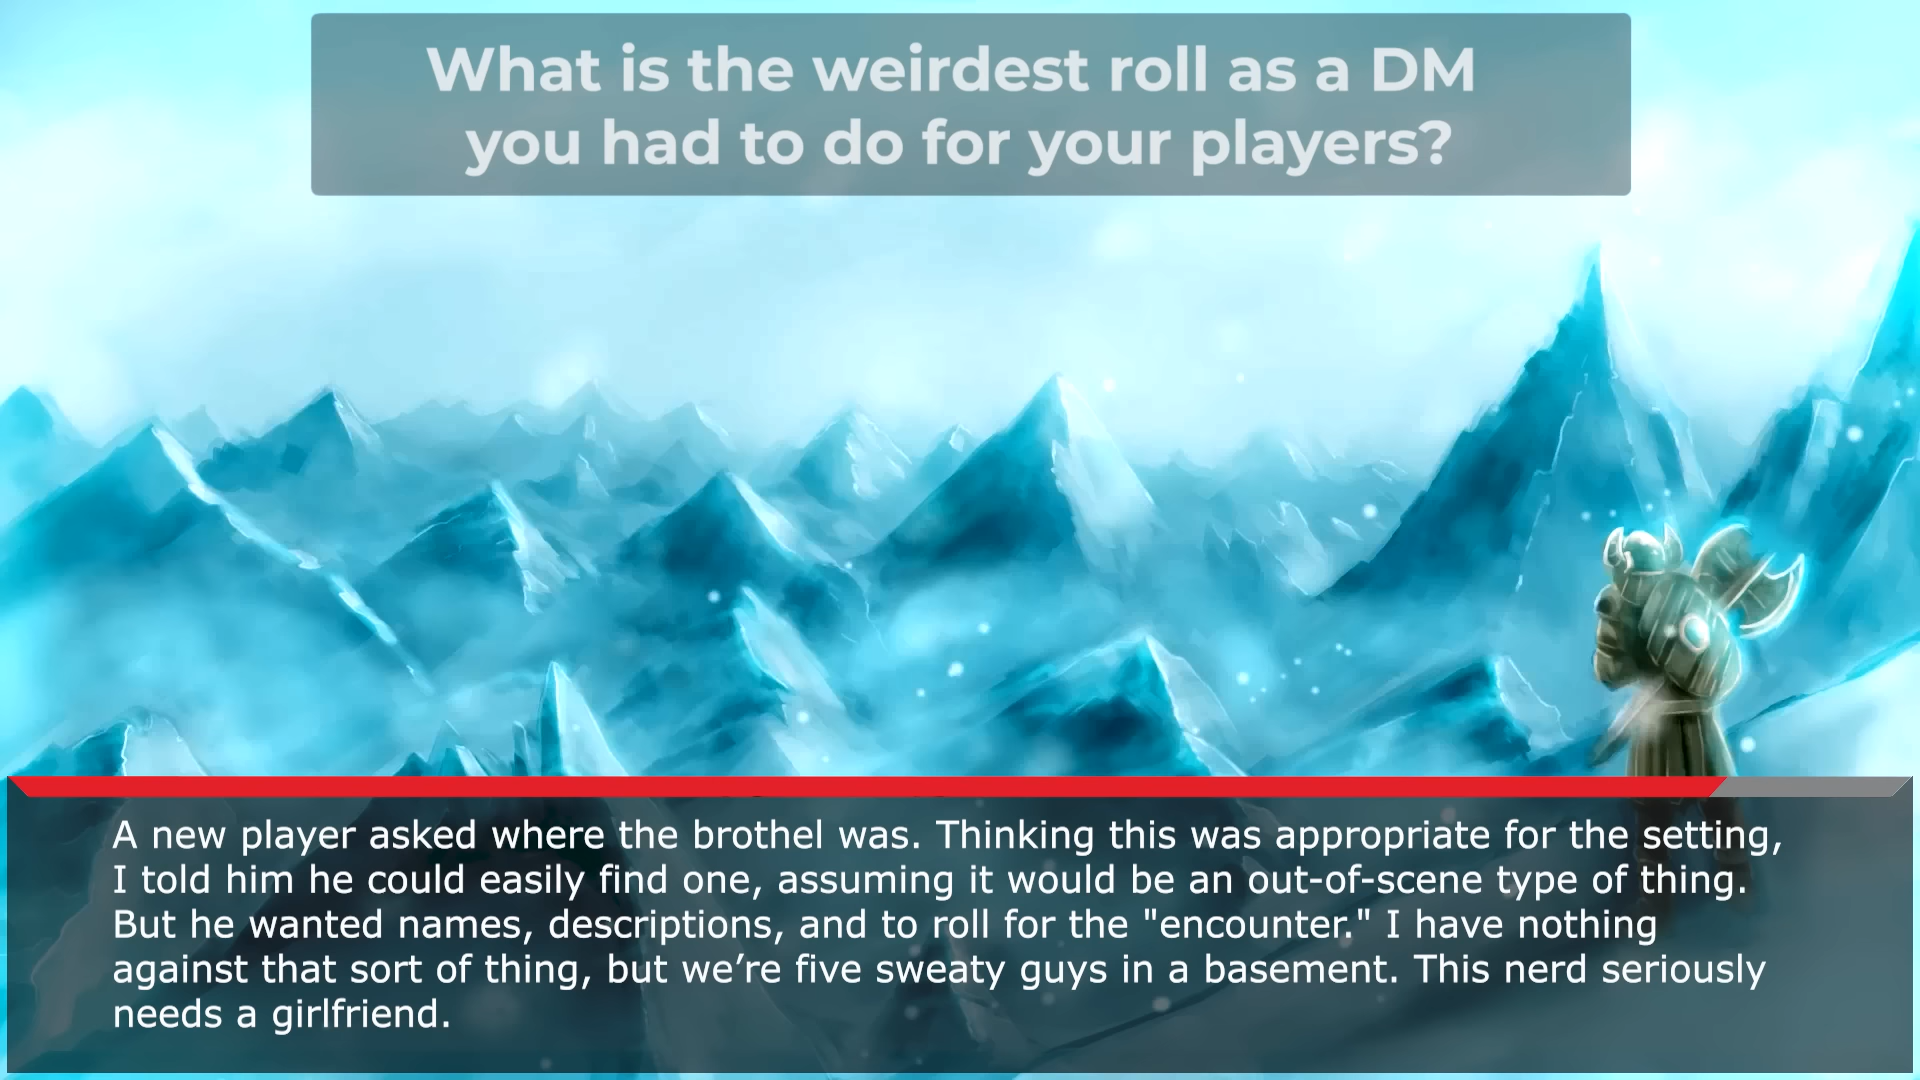 What is the weirdest roll as a DM
you had to do for your players?
A new player asked where the brothel was. Thinking this was appropriate for the setting,
I told him he could easily find one, assuming it would be an out-of-scene type of thing.
But he wanted names, descriptions, and to roll for the "encounter." I have nothing
against that sort of thing, but we’re five sweaty guys in a basement. This nerd seriously
needs a girlfriend.